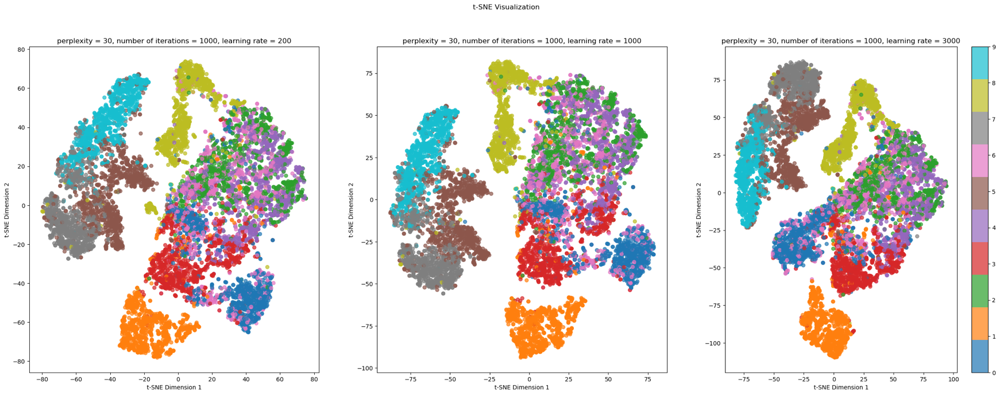 t-SNE Visualization
perplexity = 30, number of iterations = 1000, learning rate = 200
80
60
40
20
0
−20
−40
−60
−80
−80 −60 −40 −20 0 20 40 60 80
t-SNE Dimension 1
t-SNE Dimension 2
perplexity = 30, number of iterations = 1000, learning rate = 1000
75
50
25
0
−25
−50
−75
−100
−75 −50 −25 0 25 50 75
t-SNE Dimension 1
t-SNE Dimension 2
perplexity = 30, number of iterations = 1000, learning rate = 3000
75
50
25
0
−25
−50
−75
−100
−75 −50 −25 0 25 50 75 100
t-SNE Dimension 1
t-SNE Dimension 2
9
8
7
6
5
4
3
2
1
0